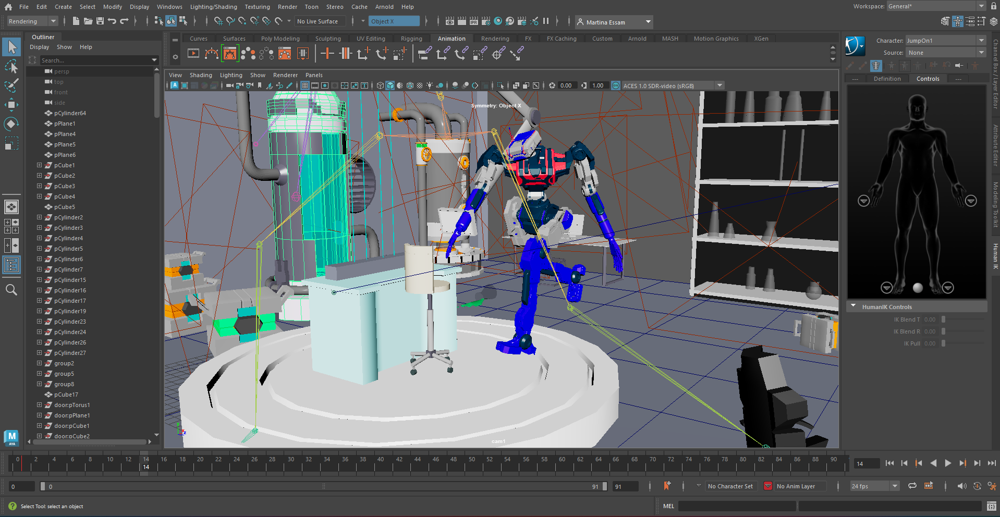 File Edit Create Select Modify Display Windows Lighting/Shading Texturing Render Toon Stereo Cache Arnold Help
Workspace: General*
Rendering
No Live Surface
Object X
Martina Essam
Outliner
Display Show Help
Search...
persp
top
front
side
pCylinder64
pPlane1
pPlane4
pPlane5
pPlane6
pCube1
pCube2
pCube3
pCube4
pCube5
pCylinder2
pCylinder3
pCylinder4
pCylinder5
pCylinder6
pCylinder7
pCylinder15
pCylinder16
pCylinder17
pCylinder19
pCylinder23
pCylinder24
pCylinder26
pCylinder27
group2
group5
group8
pCube17
door:pTorus1
door:pPlane1
door:pCube1
door:pCube2
Curves Surfaces Poly Modeling Sculpting UV Editing Rigging Animation Rendering FX FX Caching Custom Arnold MASH Motion Graphics XGen
IPR
View Shading Lighting Show Renderer Panels
0.00
1.00
ON
ACES 1.0 SDR-video (sRGB)
Symmetry: Object X
cam1
Character: JumpOn1
Source: None
--- Definition Controls ---
HumanIK Controls
IK Blend T 0.00
IK Blend R 0.00
IK Pull 0.00
Channel Box / Layer Editor
Attribute Editor
Modeling Toolkit
Human IK
M
AYA
0 2 4 6 8 10 12 14 16 18 20 22 24 26 28 30 32 34 36 38 40 42 44 46 48 50 52 54 56 58 60 62 64 66 68 70 72 74 76 78 80 82 84 86 88 90
14
14
0
0
91
91
No Character Set
No Anim Layer
24 fps
Select Tool: select an object
MEL